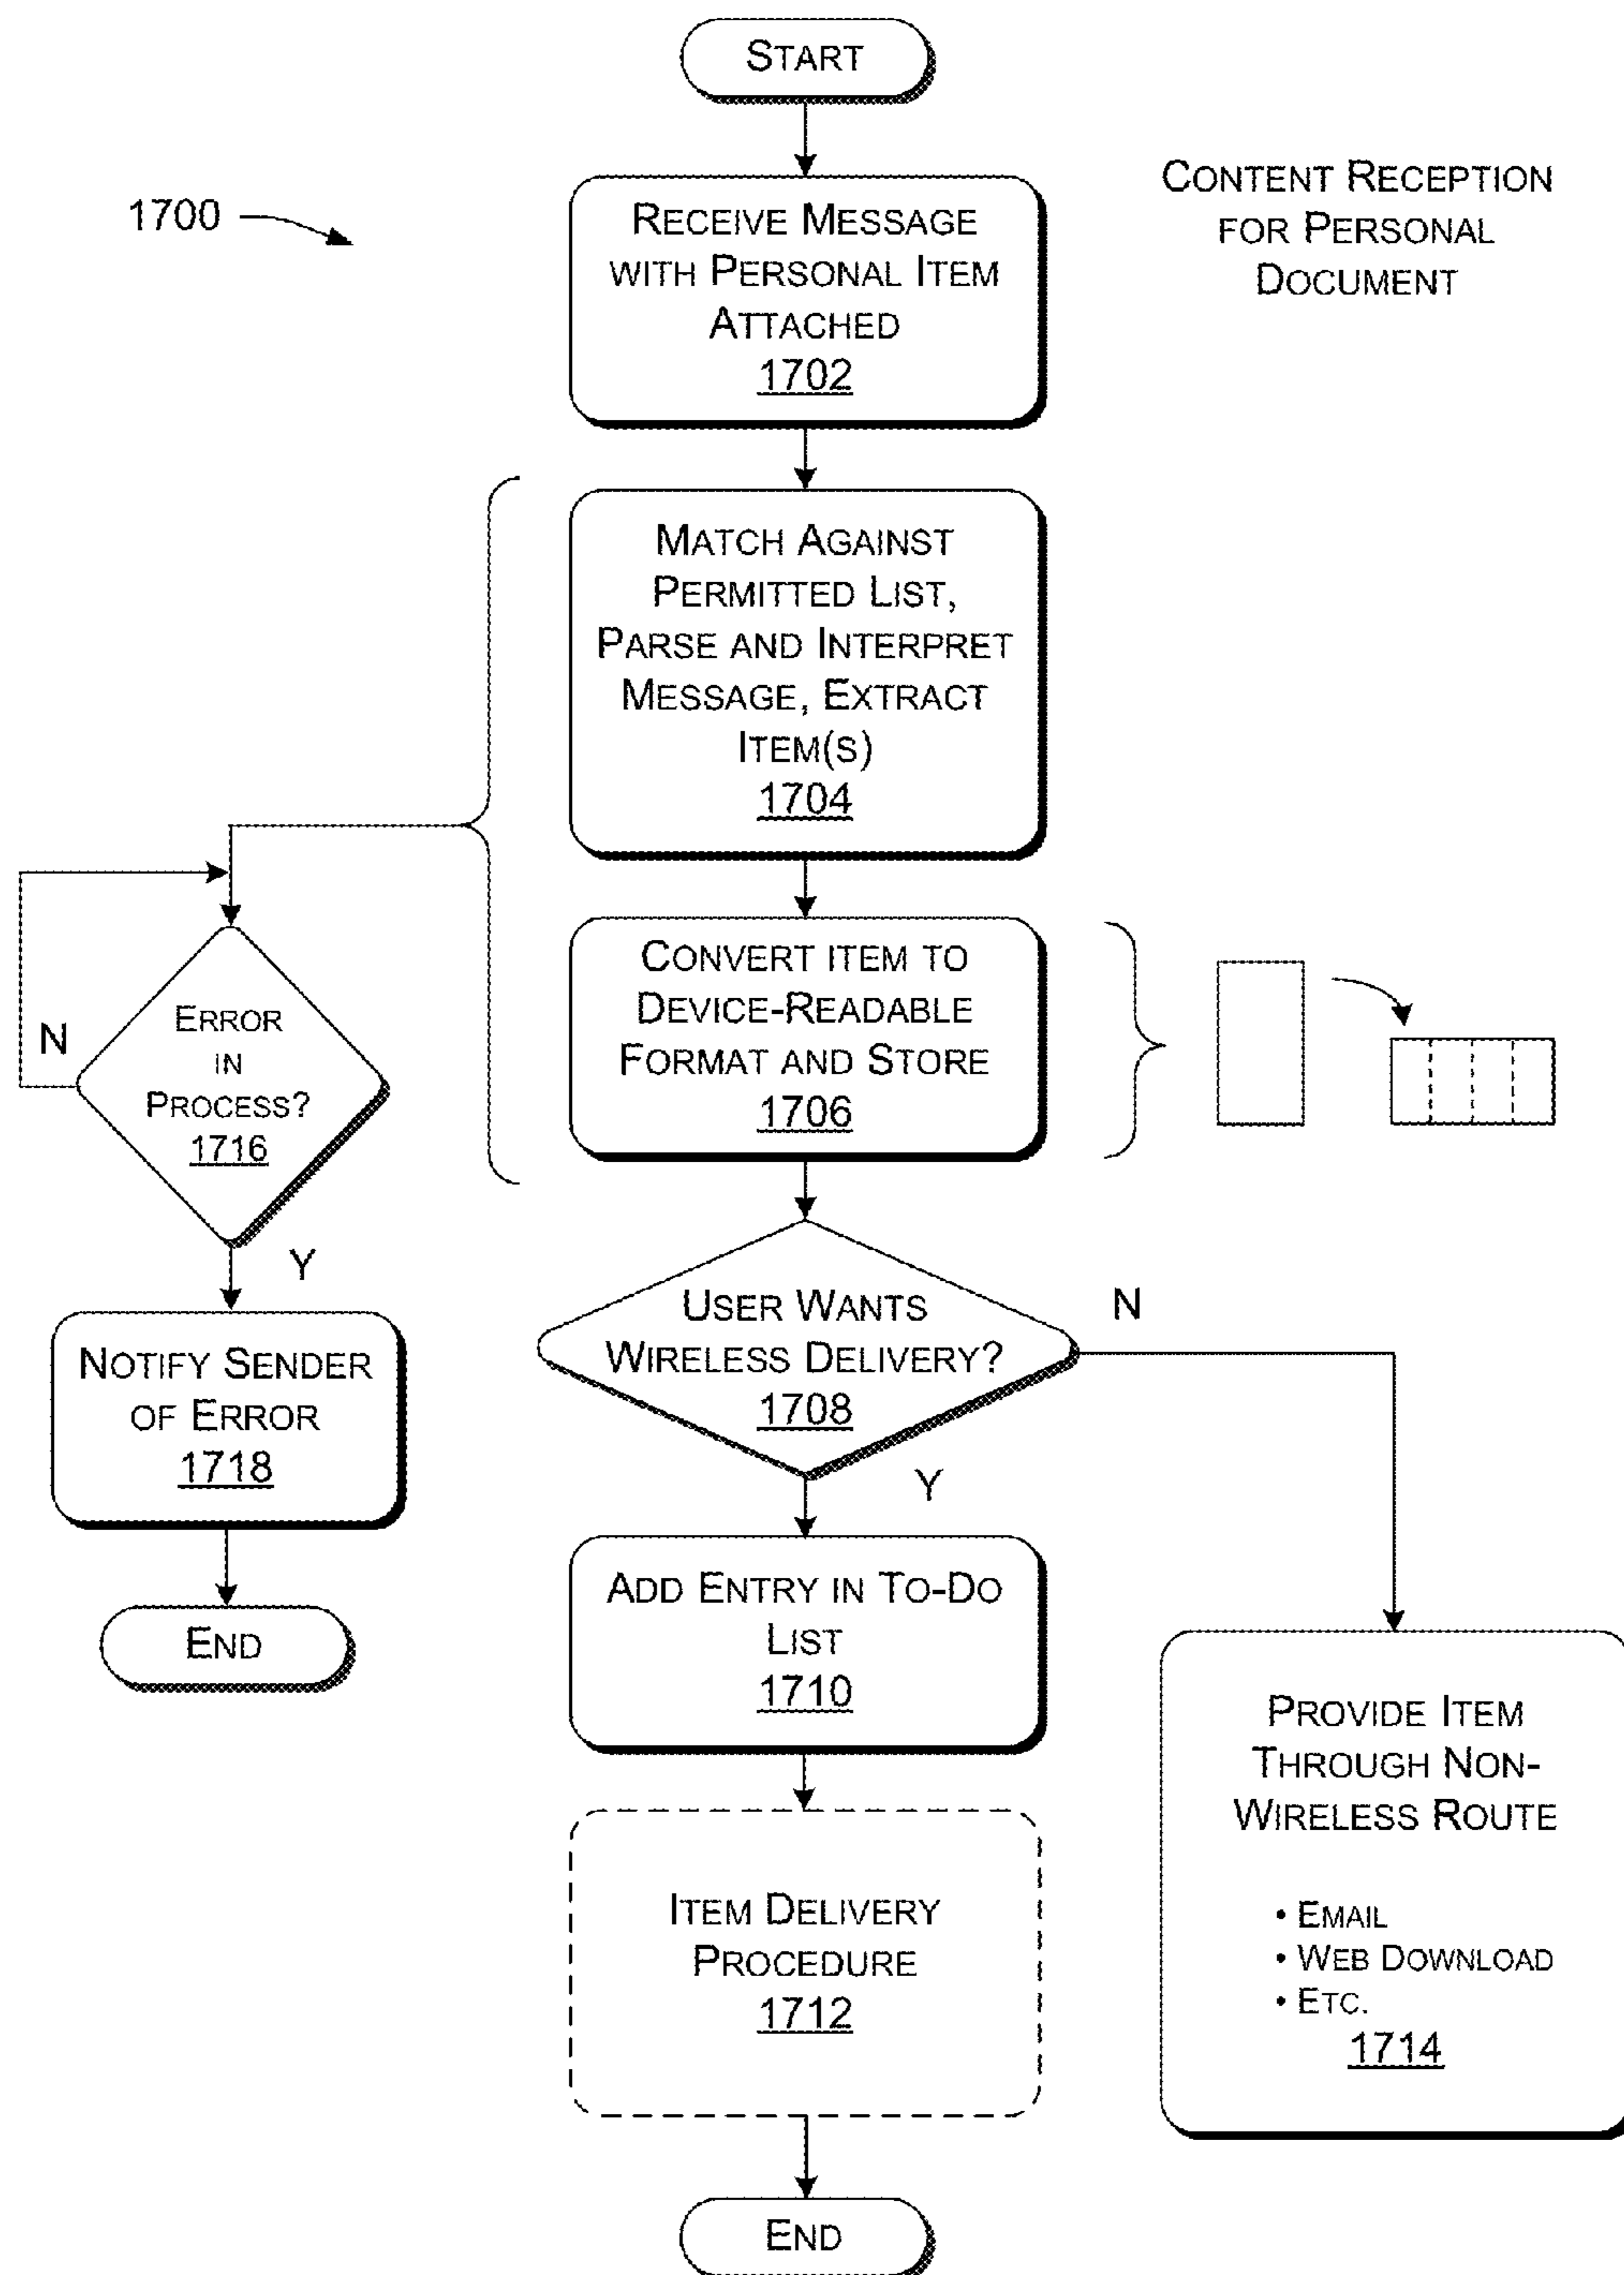 START
1700
CONTENT RECEPTION
FOR PERSONAL
DOCUMENT
RECEIVE MESSAGE
WITH PERSONAL ITEM
ATTACHED
1702
MATCH AGAINST
PERMITTED LIST,
PARSE AND INTERPRET
MESSAGE, EXTRACT
ITEM(S)
1704
CONVERT ITEM TO
DEVICE-READABLE
FORMAT AND STORE
1706
N
ERROR
IN
PROCESS?
1716
Y
NOTIFY SENDER
OF ERROR
1718
END
USER WANTS
WIRELESS DELIVERY?
1708
N
Y
ADD ENTRY IN TO-DO
LIST
1710
ITEM DELIVERY
PROCEDURE
1712
END
PROVIDE ITEM
THROUGH NON-
WIRELESS ROUTE
• EMAIL
• WEB DOWNLOAD
• ETC.
1714